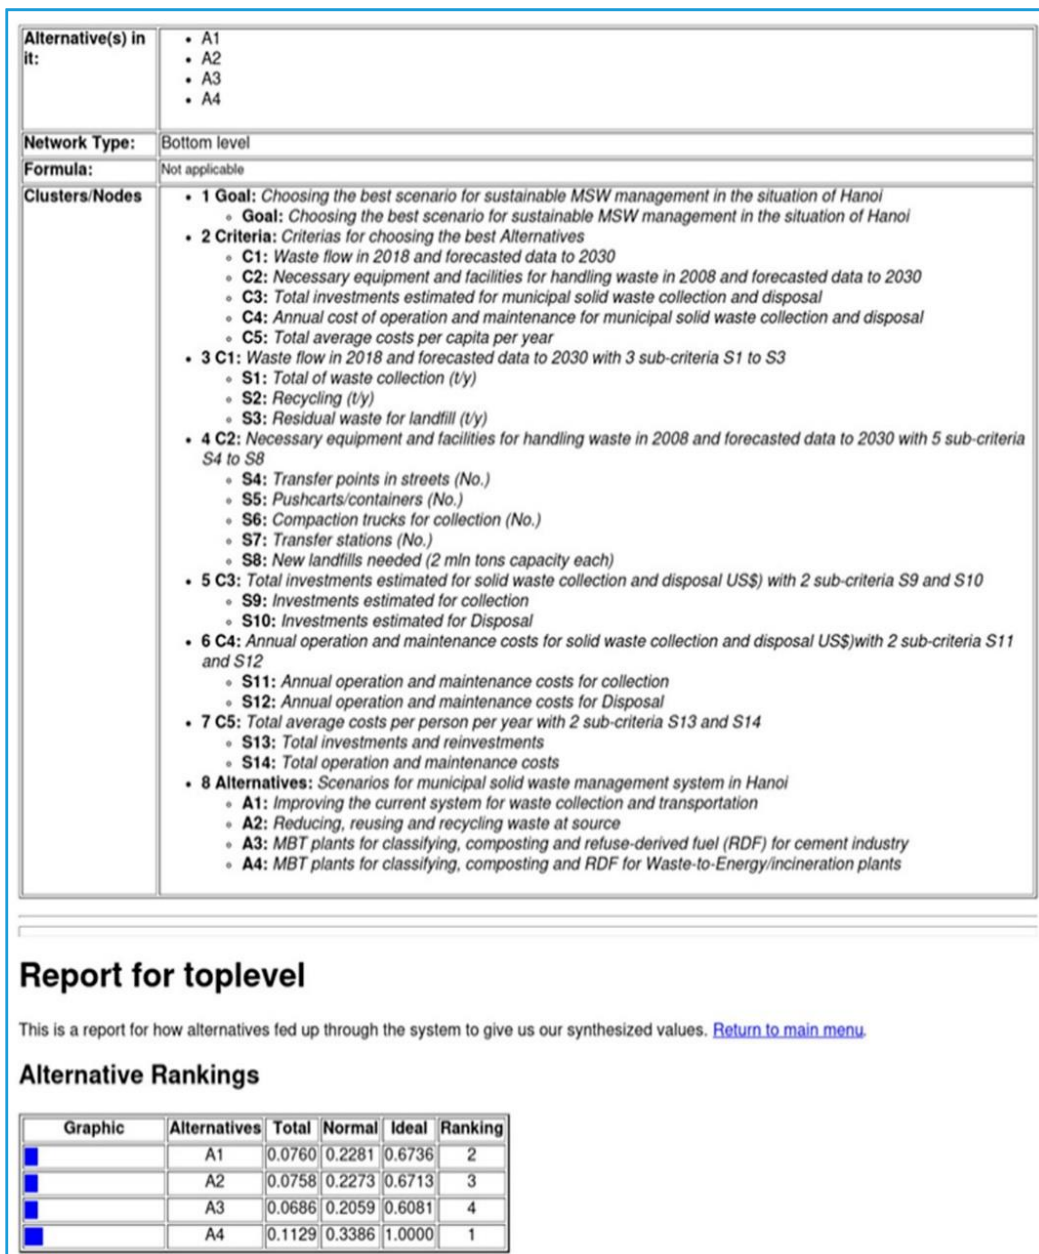 Alternative(s) in it:
• A1
• A2
• A3
• A4
Network Type: Bottom level
Formula: Not applicable
Clusters/Nodes
• 1 Goal: Choosing the best scenario for sustainable MSW management in the situation of Hanoi
Goal: Choosing the best scenario for sustainable MSW management in the situation of Hanoi
• 2 Criteria: Criterias for choosing the best Alternatives
C1: Waste flow in 2018 and forecasted data to 2030
C2: Necessary equipment and facilities for handling waste in 2008 and forecasted data to 2030
C3: Total investments estimated for municipal solid waste collection and disposal
C4: Annual cost of operation and maintenance for municipal solid waste collection and disposal
C5: Total average costs per capita per year
• 3 C1: Waste flow in 2018 and forecasted data to 2030 with 3 sub-criteria S1 to S3
S1: Total of waste collection (t/y)
S2: Recycling (t/y)
S3: Residual waste for landfill (t/y)
• 4 C2: Necessary equipment and facilities for handling waste in 2008 and forecasted data to 2030 with 5 sub-criteria
S4 to S8
S4: Transfer points in streets (No.)
S5: Pushcarts/containers (No.)
S6: Compaction trucks for collection (No.)
S7: Transfer stations (No.)
S8: New landfills needed (2 mln tons capacity each)
• 5 C3: Total investments estimated for solid waste collection and disposal US$) with 2 sub-criteria S9 and S10
S9: Investments estimated for collection
S10: Investments estimated for Disposal
• 6 C4: Annual operation and maintenance costs for solid waste collection and disposal US$)with 2 sub-criteria S11
and S12
S11: Annual operation and maintenance costs for collection
S12: Annual operation and maintenance costs for Disposal
• 7 C5: Total average costs per person per year with 2 sub-criteria S13 and S14
S13: Total investments and reinvestments
S14: Total operation and maintenance costs
• 8 Alternatives: Scenarios for municipal solid waste management system in Hanoi
A1: Improving the current system for waste collection and transportation
A2: Reducing, reusing and recycling waste at source
A3: MBT plants for classifying, composting and refuse-derived fuel (RDF) for cement industry
A4: MBT plants for classifying, composting and RDF for Waste-to-Energy/incineration plants
Report for toplevel
This is a report for how alternatives fed up through the system to give us our synthesized values. Return to main menu.
Alternative Rankings
Graphic Alternatives Total Normal Ideal Ranking
A1 0.0760 0.2281 0.6736 2
A2 0.0758 0.2273 0.6713 3
A3 0.0686 0.2059 0.6081 4
A4 0.1129 0.3386 1.0000 1